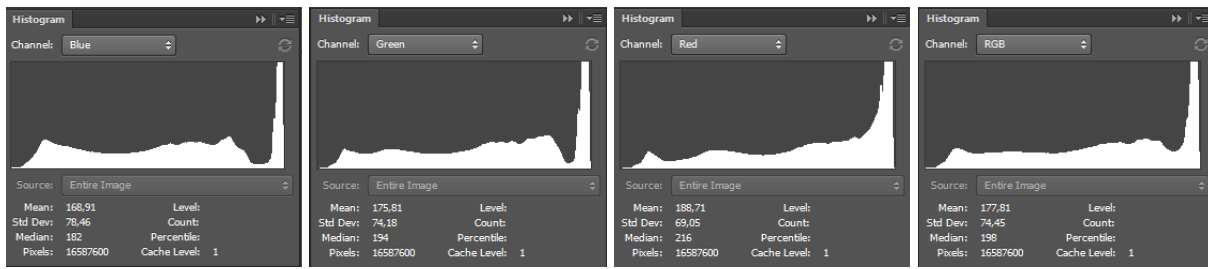 Histogram
Channel: Blue
Source: Entire Image
Mean: 168,91 Level:
Std Dev: 78,46 Count:
Median: 182 Percentile:
Pixels: 16587600 Cache Level: 1
Histogram
Channel: Green
Source: Entire Image
Mean: 175,81 Level:
Std Dev: 74,18 Count:
Median: 194 Percentile:
Pixels: 16587600 Cache Level: 1
Histogram
Channel: Red
Source: Entire Image
Mean: 188,71 Level:
Std Dev: 69,05 Count:
Median: 216 Percentile:
Pixels: 16587600 Cache Level: 1
Histogram
Channel: RGB
Source: Entire Image
Mean: 177,81 Level:
Std Dev: 74,45 Count:
Median: 198 Percentile:
Pixels: 16587600 Cache Level: 1